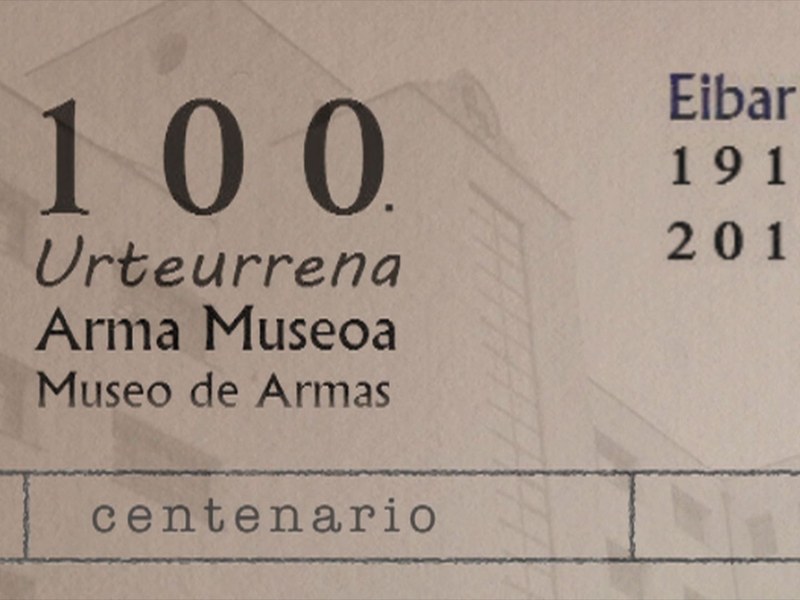 100.
Urteurrena
Arma Museoa
Museo de Armas
centenario
Eibar
191
201